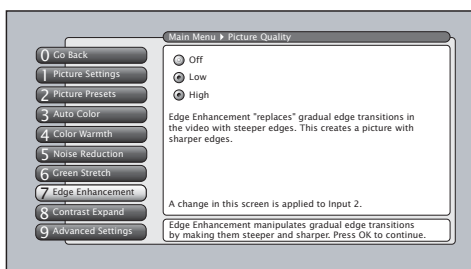 Main Menu ▶ Picture Quality
0 Go Back
1 Picture Settings
2 Picture Presets
3 Auto Color
4 Color Warmth
5 Noise Reduction
6 Green Stretch
7 Edge Enhancement
8 Contrast Expand
9 Advanced Settings
Off
Low
High
Edge Enhancement "replaces" gradual edge transitions in
the video with steeper edges. This creates a picture with
sharper edges.
A change in this screen is applied to Input 2.
Edge Enhancement manipulates gradual edge transitions
by making them steeper and sharper. Press OK to continue.